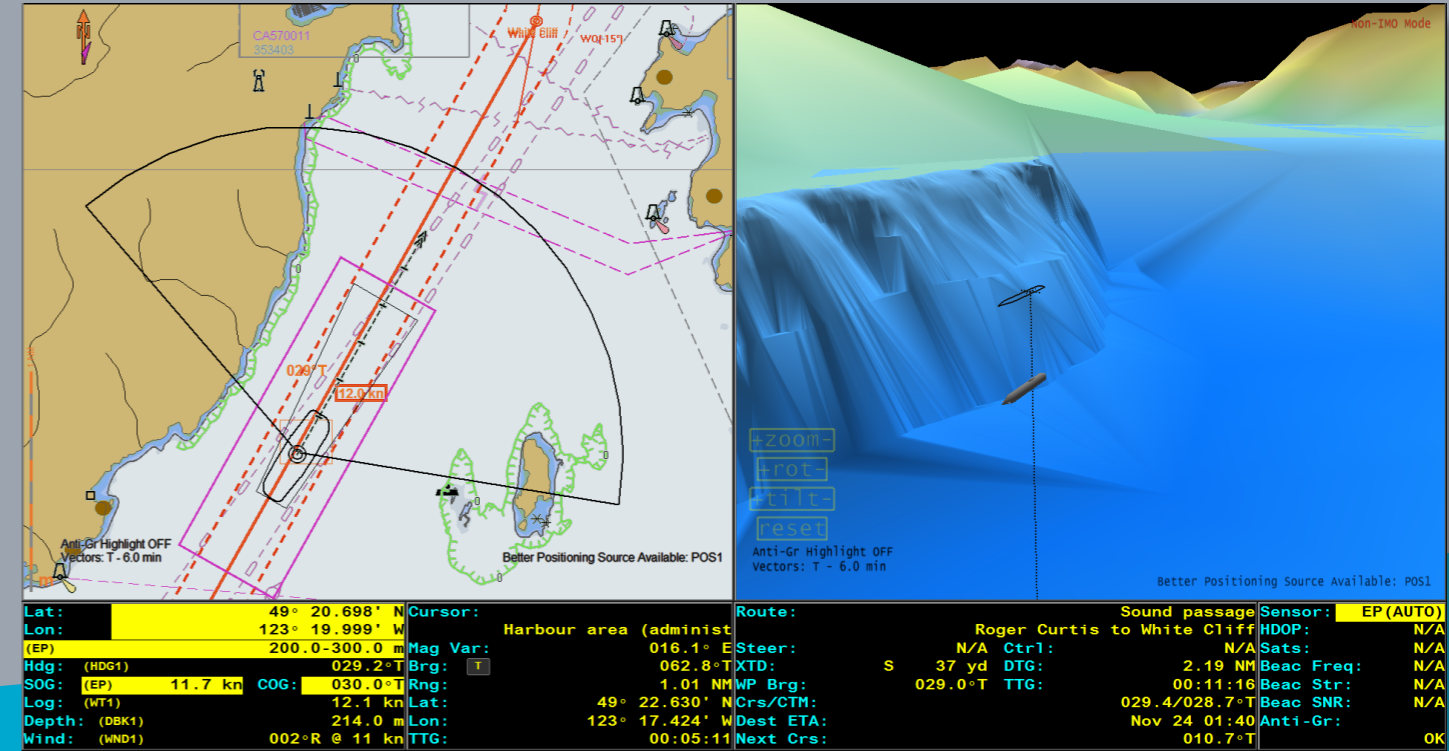 CA570011
353403
White Cliff
WO[-15°]
Non-IMO Mode
0
0
029°T
12.0 kn
0
0
0
m
Anti-Gr Highlight OFF
Vectors: T - 6.0 min
Better Positioning Source Available: POS1
+zoom-
+rot-
+tilt-
reset
Anti-Gr Highlight OFF
Vectors: T - 6.0 min
Better Positioning Source Available: POS1
Lat: 49° 20.698' N
Lon: 123° 19.999' W
(EP) 200.0-300.0 m
Hdg: (HDG1) 029.2°T
SOG: (EP) 11.7 kn COG: 030.0°T
Log: (WT1) 12.1 kn
Depth: (DBK1) 214.0 m
Wind: (WND1) 002°R @ 11 kn
Cursor:
Harbour area (administ
Mag Var: 016.1° E
Brg: T 062.8°T
Rng: 1.01 NM
Lat: 49° 22.630' N
Lon: 123° 17.424' W
TTG: 00:05:11
Route: Sound passage
Roger Curtis to White Cliff
Steer: N/A Ctrl: N/A
XTD: S 37 yd DTG: 2.19 NM
WP Brg: 029.0°T TTG: 00:11:16
Crs/CTM: 029.4/028.7°T
Dest ETA: Nov 24 01:40
Next Crs: 010.7°T
Sensor: EP(AUTO)
HDOP: N/A
Sats: N/A
Beac Freq: N/A
Beac Str: N/A
Beac SNR: N/A
Anti-Gr:
OK